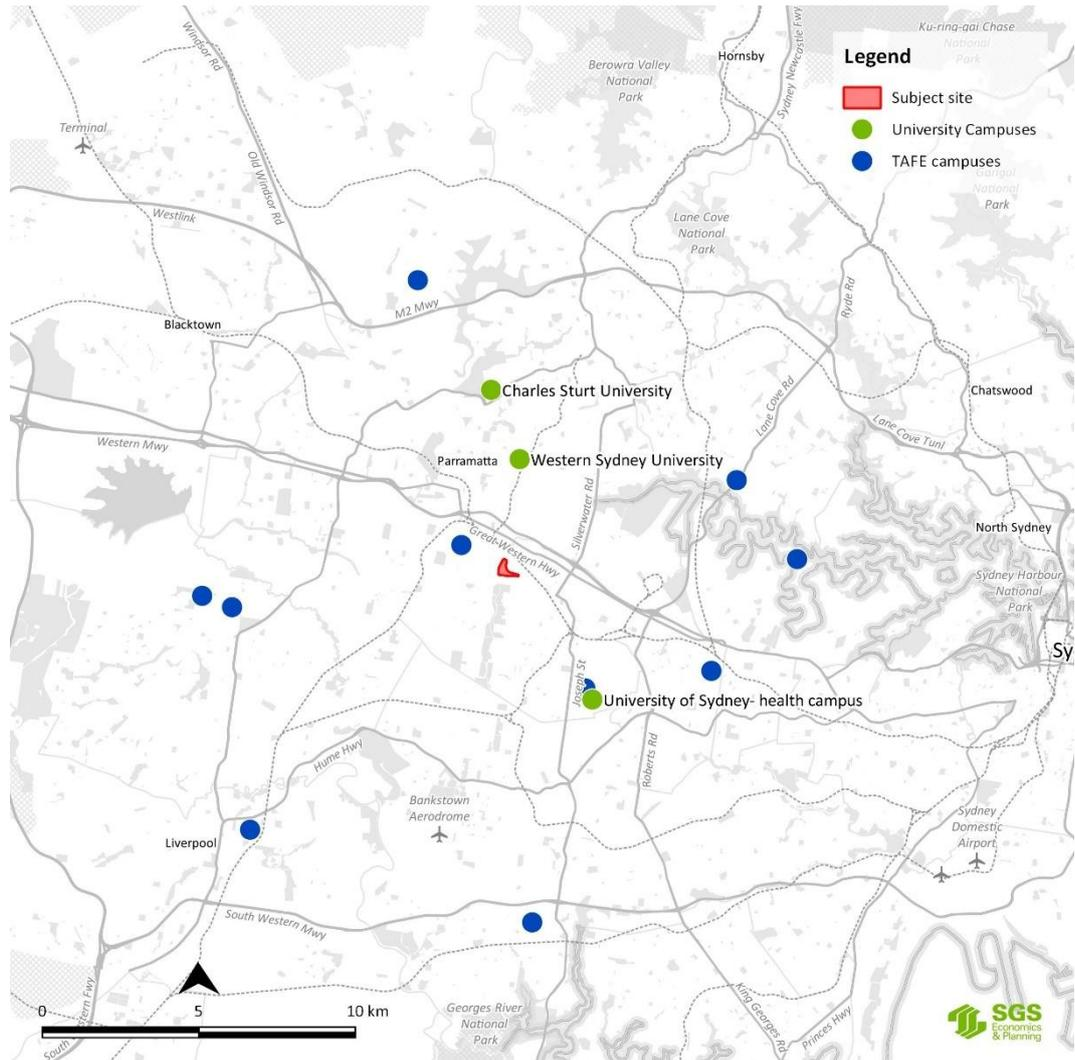 Ku-ring-gai Chase
National
Park
Windsor Rd
Hornsby
Sydney Newcastle Fwy
Berowra Valley
National
Park
Legend
Subject site
University Campuses
TAFE campuses
Terminal
Old Windsor Rd
Garigal
National
Park
Westlink
Lane Cove
National
Park
Ryde Rd
M2 Mwy
Blacktown
Charles Sturt University
Chatswood
Lane Cove Rd
Lane Cove Tunl
Western Mwy
Parramatta
Western Sydney University
Silverwater Rd
Great Western Hwy
North Sydney
Sydney Harbour
National
Park
Sy
Joseph St
University of Sydney- health campus
Hume Hwy
Roberts Rd
Bankstown
Aerodrome
Sydney
Domestic
Airport
Liverpool
South Western Mwy
King Georges Rd
Princes Hwy
Georges River
National
Park
South
stern Fwy
0 5 10 km
SGS
Economics
& Planning